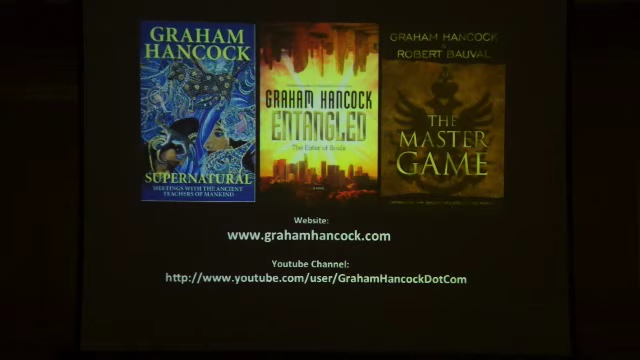 GRAHAM
HANCOCK
SUPERNATURAL
MEETINGS WITH THE ANCIENT
TEACHERS OF MANKIND
GRAHAM HANCOCK
ENTANGLED
The Eater of Souls
GRAHAM HANCOCK
ROBERT BAUVAL
THE
MASTER
GAME
Website:
www.grahamhancock.com
Youtube Channel:
http://www.youtube.com/user/GrahamHancockDotCom